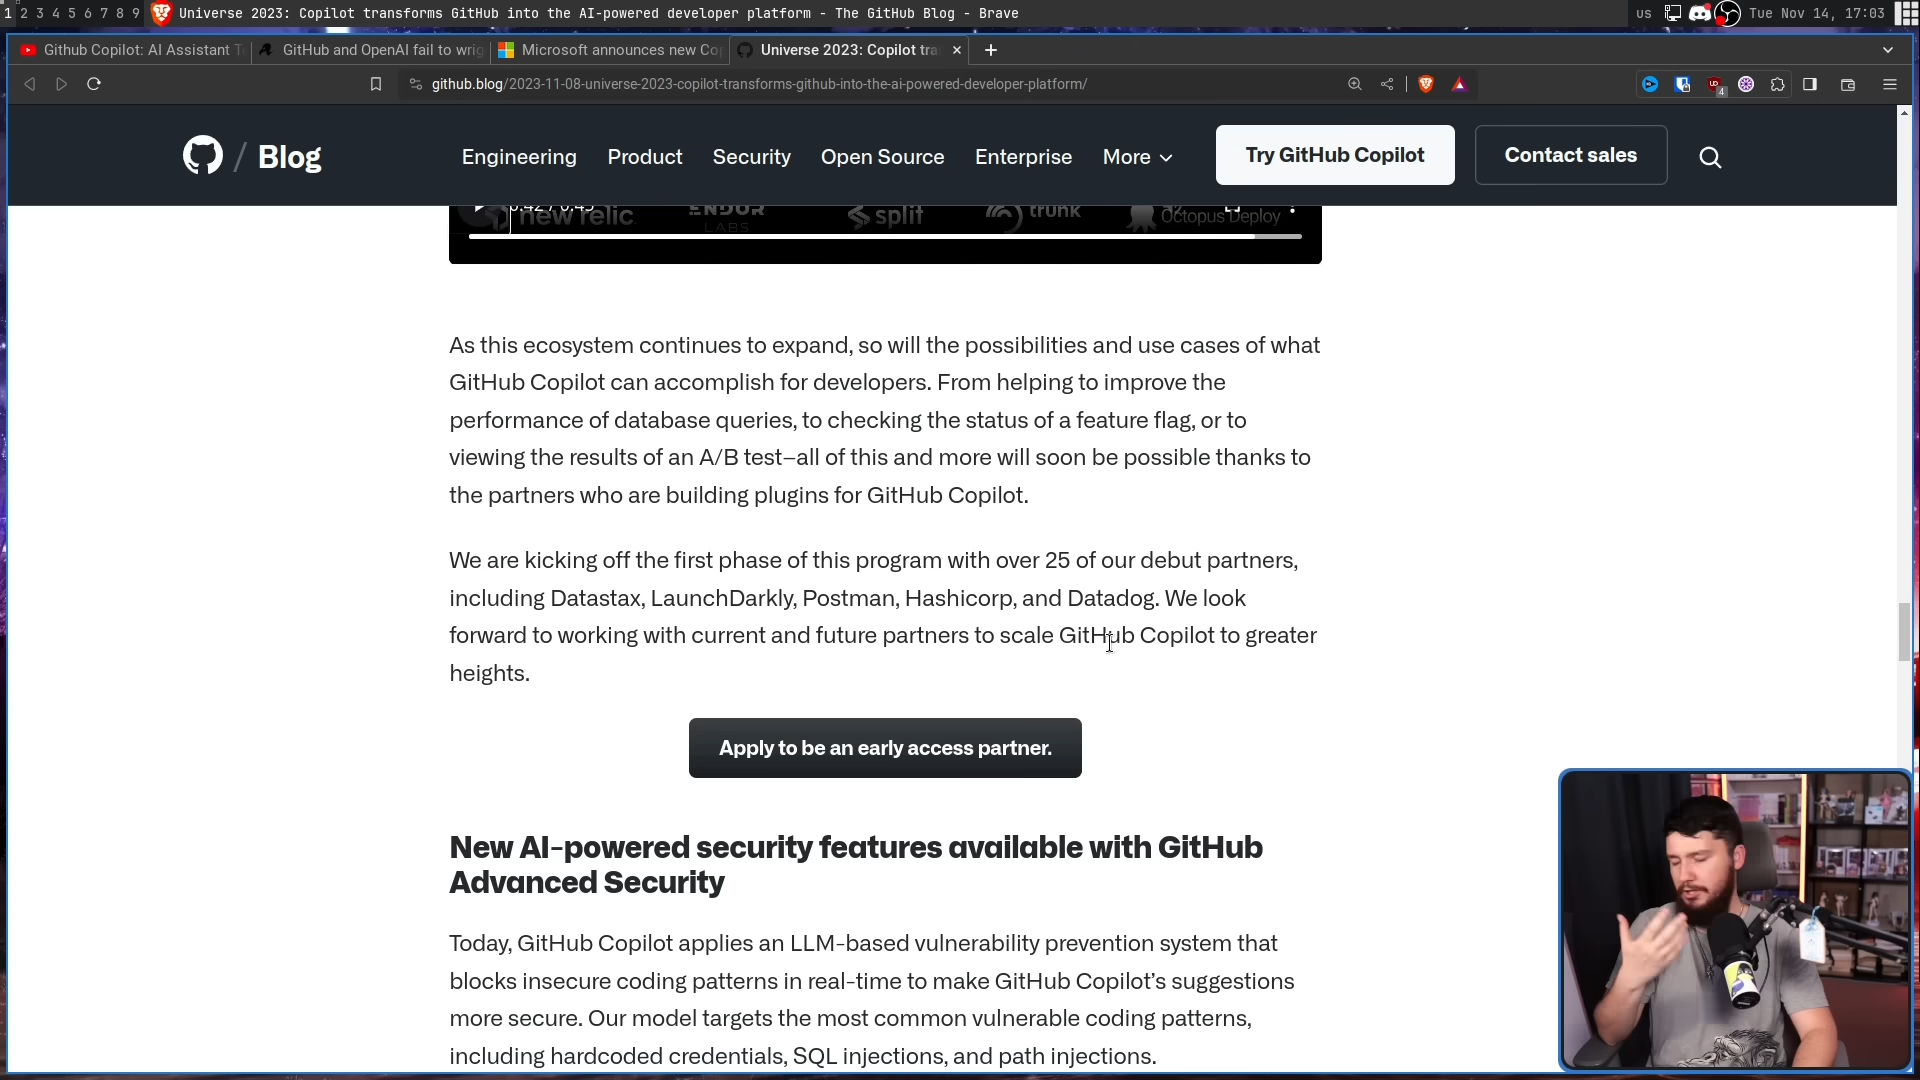 1 2 3 4 5 6 7 8 9 Universe 2023: Copilot transforms GitHub into the AI-powered developer platform - The GitHub Blog - Brave us Tue Nov 14, 17:03
Github Copilot: AI Assistant T GitHub and OpenAI fail to wrig Microsoft announces new Co Universe 2023: Copilot tra
github.blog/2023-11-08-universe-2023-copilot-transforms-github-into-the-ai-powered-developer-platform/ 4
/ Blog Engineering Product Security Open Source Enterprise More Try GitHub Copilot Contact sales
0:42 / 0:45 new relic ENDOR LABS split trunk Octopus Deploy
As this ecosystem continues to expand, so will the possibilities and use cases of what
GitHub Copilot can accomplish for developers. From helping to improve the
performance of database queries, to checking the status of a feature flag, or to
viewing the results of an A/B test—all of this and more will soon be possible thanks to
the partners who are building plugins for GitHub Copilot.
We are kicking off the first phase of this program with over 25 of our debut partners,
including Datastax, LaunchDarkly, Postman, Hashicorp, and Datadog. We look
forward to working with current and future partners to scale GitHub Copilot to greater
heights.
Apply to be an early access partner.
New AI-powered security features available with GitHub
Advanced Security
Today, GitHub Copilot applies an LLM-based vulnerability prevention system that
blocks insecure coding patterns in real-time to make GitHub Copilot’s suggestions
more secure. Our model targets the most common vulnerable coding patterns,
including hardcoded credentials, SQL injections, and path injections.